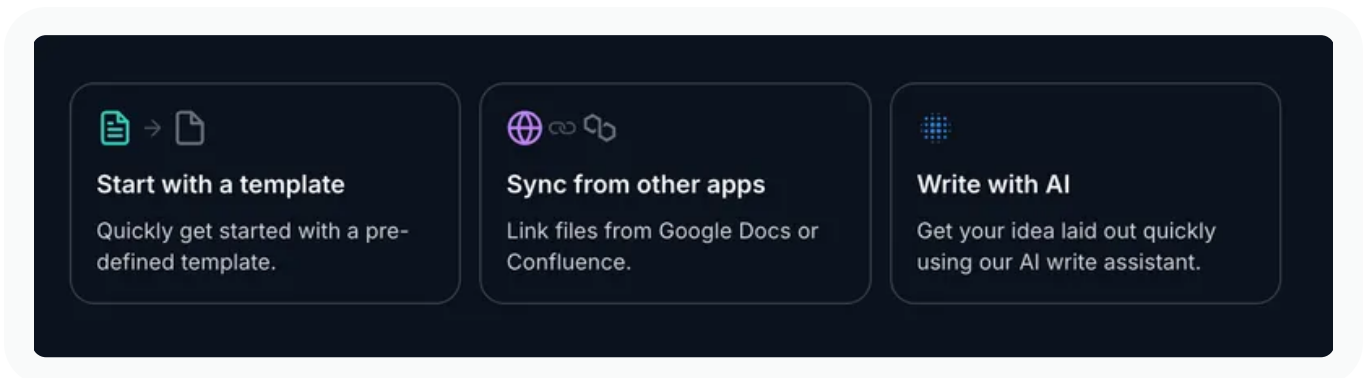 Start with a template
Quickly get started with a pre-
defined template.
Sync from other apps
Link files from Google Docs or
Confluence.
Write with AI
Get your idea laid out quickly
using our AI write assistant.